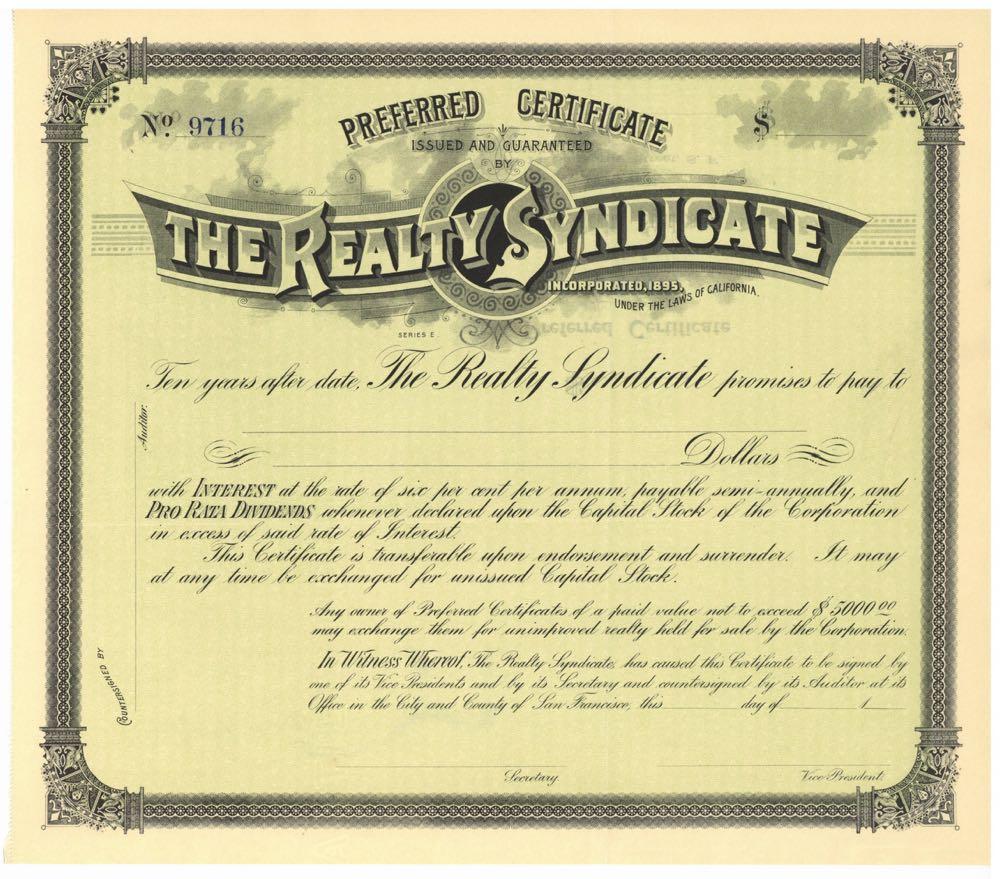 Nº 9716
PREFERRED CERTIFICATE
$
ISSUED AND GUARANTEED
BY
THE REALTY SYNDICATE
INCORPORATED, 1895,
UNDER THE LAWS OF CALIFORNIA.
SERIES E
Preferred Certificate
Ten years after date, The Realty Syndicate promises to pay to
Auditor.
Dollars
with INTEREST at the rate of six per cent per annum, payable semi-annually, and
PRO RATA DIVIDENDS whenever declared upon the Capital Stock of the Corporation
in excess of said rate of Interest.
This Certificate is transferable upon endorsement and surrender. It may
at any time be exchanged for unissued Capital Stock.
Any owner of Preferred Certificates of a paid value not to exceed $5000.00
may exchange them for unimproved realty held for sale by the Corporation.
In Witness Whereof, The Realty Syndicate, has caused this Certificate to be signed by
one of its Vice Presidents and by its Secretary and countersigned by its Auditor at its
Office in the City and County of San Francisco, this day of 1
COUNTERSIGNED BY
Secretary.
Vice-President.